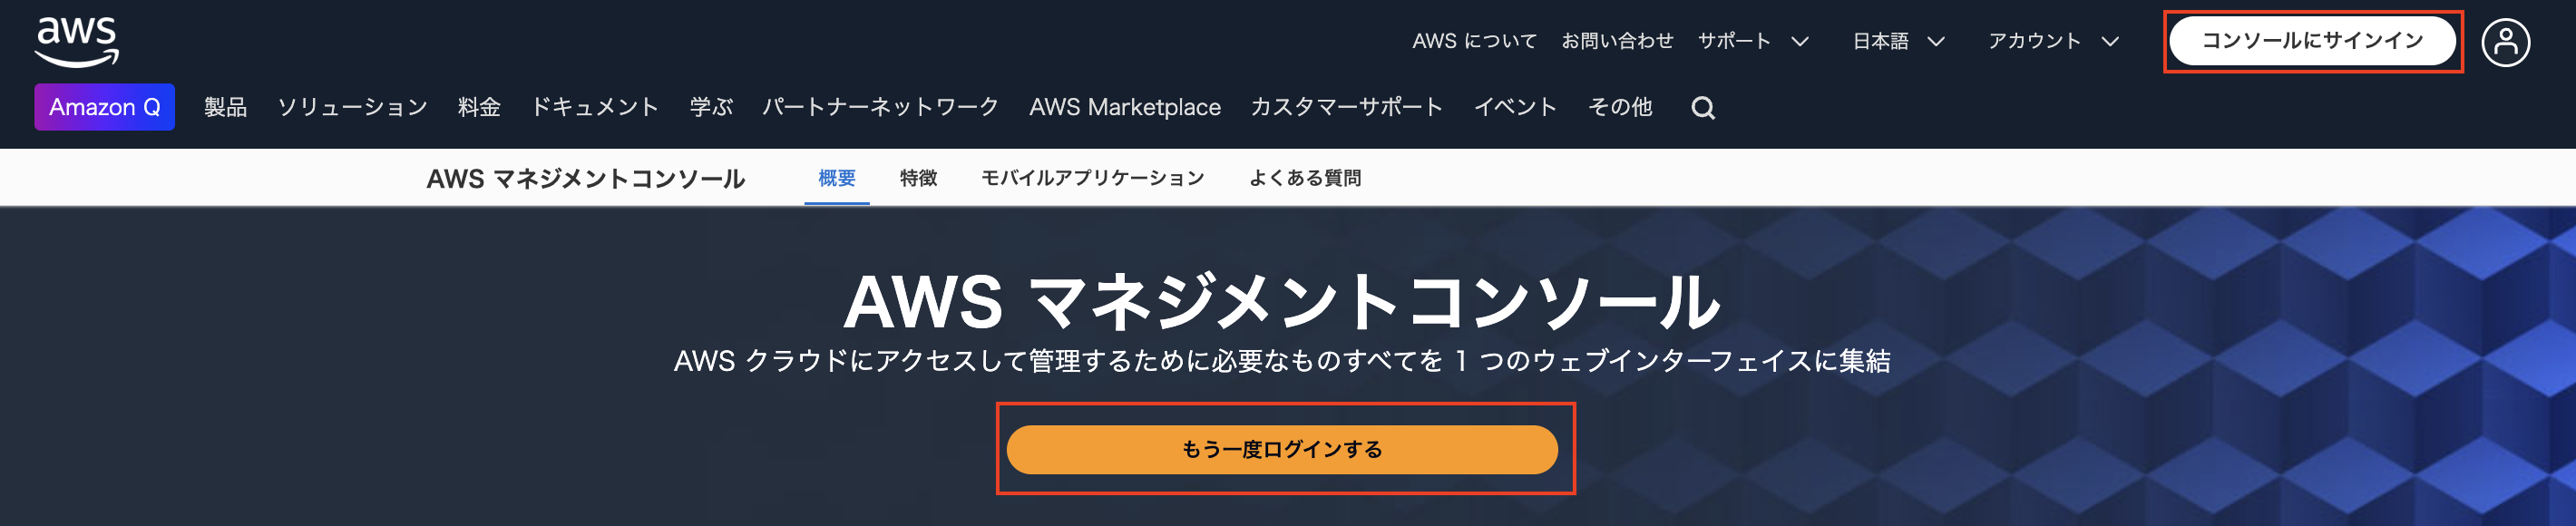 aws
AWS について お問い合わせ サポート 日本語 アカウント コンソールにサインイン
Amazon Q 製品 ソリューション 料金 ドキュメント 学ぶ パートナーネットワーク AWS Marketplace カスタマーサポート イベント その他
AWS マネジメントコンソール 概要 特徴 モバイルアプリケーション よくある質問
AWS マネジメントコンソール
AWS クラウドにアクセスして管理するために必要なものすべてを 1 つのウェブインターフェイスに集結
もう一度ログインする